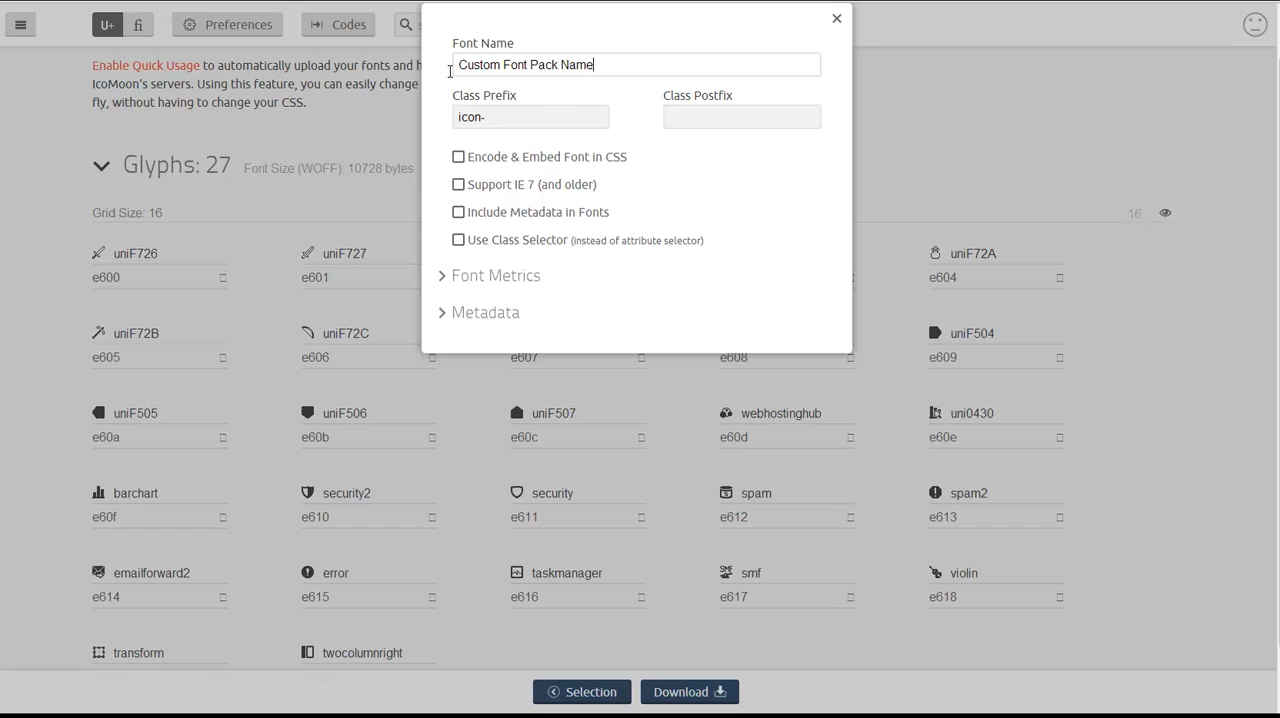 U+ fi Preferences Codes
Enable Quick Usage to automatically upload your fonts and
IcoMoon's servers. Using this feature, you can easily change
fly, without having to change your CSS.
Font Name
Custom Font Pack Name
Class Prefix Class Postfix
icon-
Encode & Embed Font in CSS
Support IE 7 (and older)
Include Metadata in Fonts
Use Class Selector (instead of attribute selector)
Font Metrics
Metadata
Glyphs: 27 Font Size (WOFF): 10728 bytes
Grid Size: 16 16
uniF726 uniF727 uniF72A
e600 e601 e604
uniF72B uniF72C uniF504
e605 e606 e607 e608 e609
uniF505 uniF506 uniF507 webhostinghub uni0430
e60a e60b e60c e60d e60e
barchart security2 security spam spam2
e60f e610 e611 e612 e613
emailforward2 error taskmanager smf violin
e614 e615 e616 e617 e618
transform twocolumnright
Selection Download